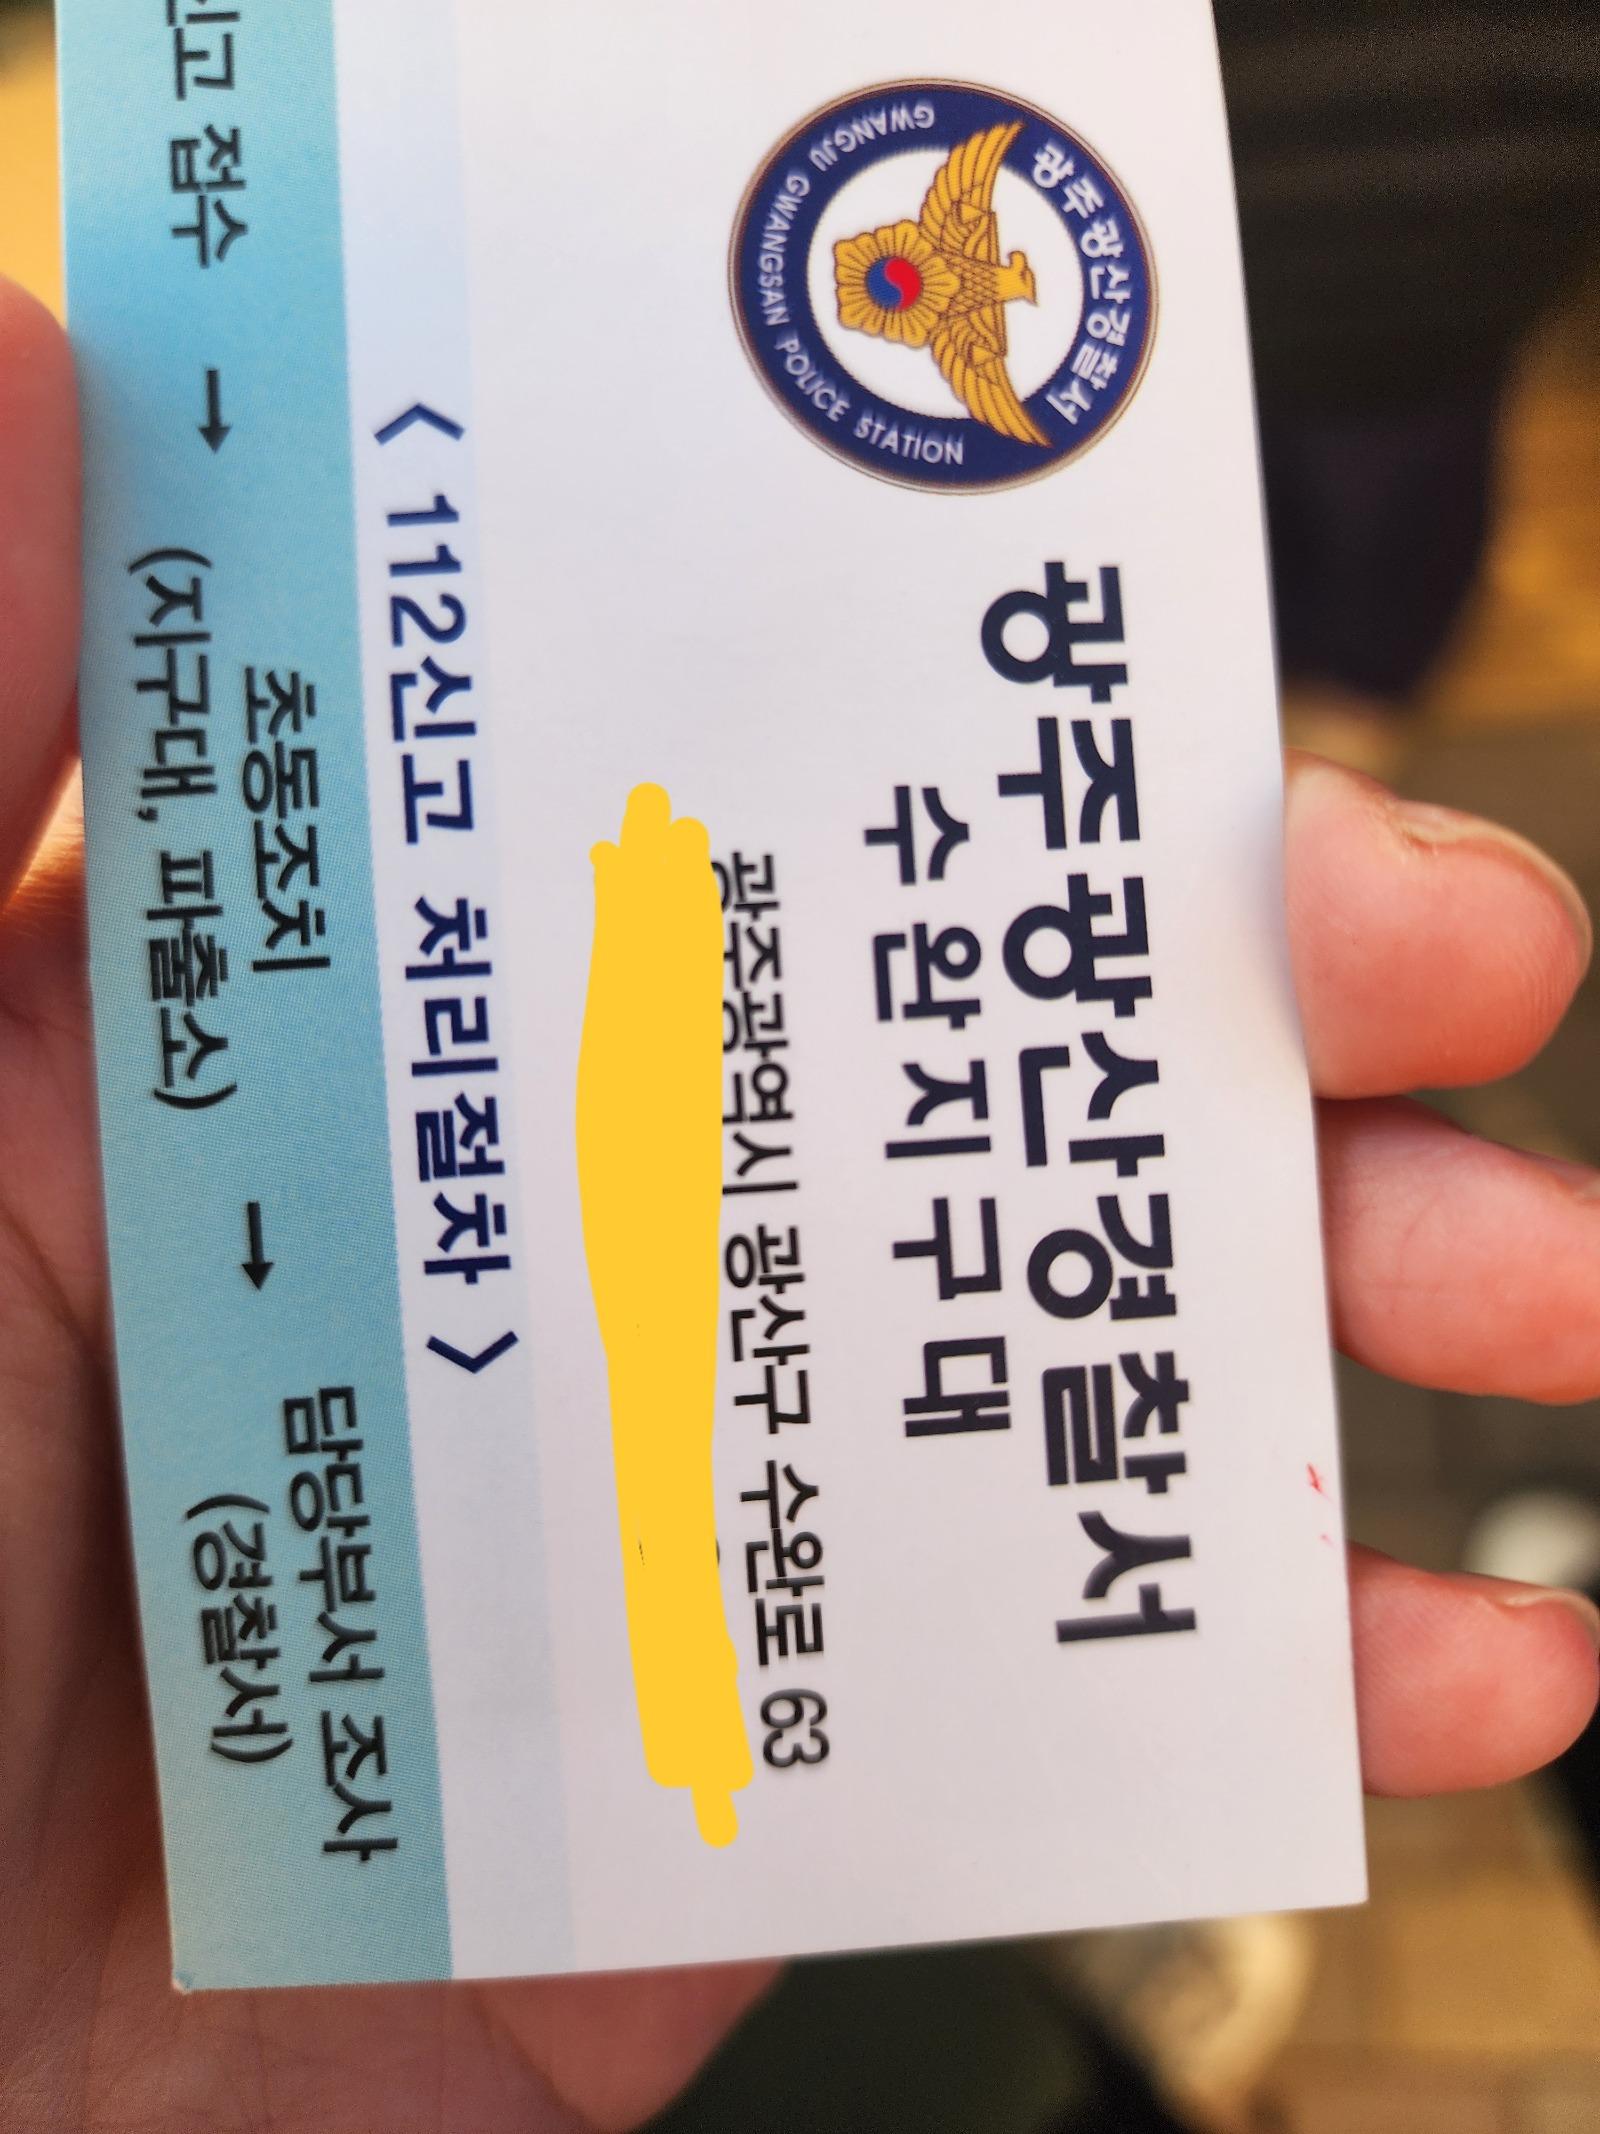 광주광산경찰서
GWANGJU GWANGSAN POLICE STATION
광주광산경찰서
수완지구대
광주광역시 광산구 수완로 63
< 112신고 처리절차 >
신고 접수 → 초동조치 → 담당부서 조사
(지구대, 파출소) (경찰서)